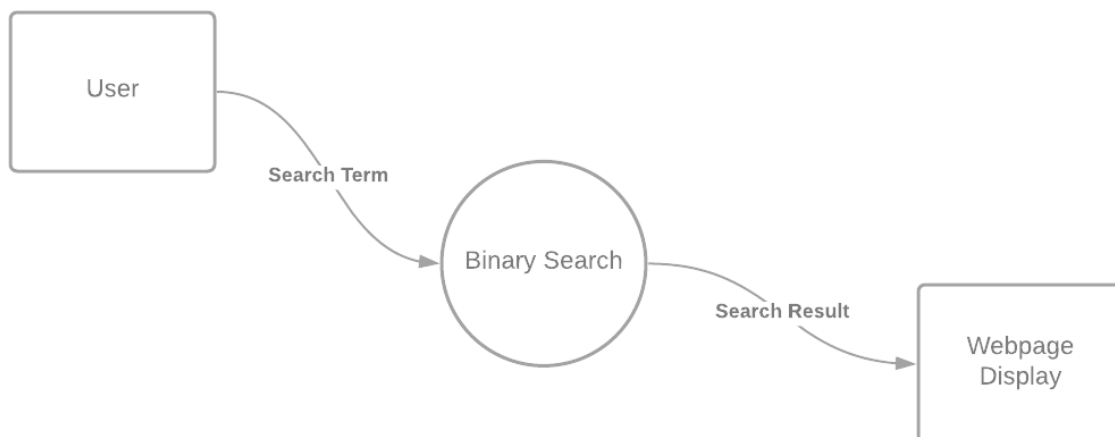 User
Search Term
Binary Search
Search Result
Webpage
Display